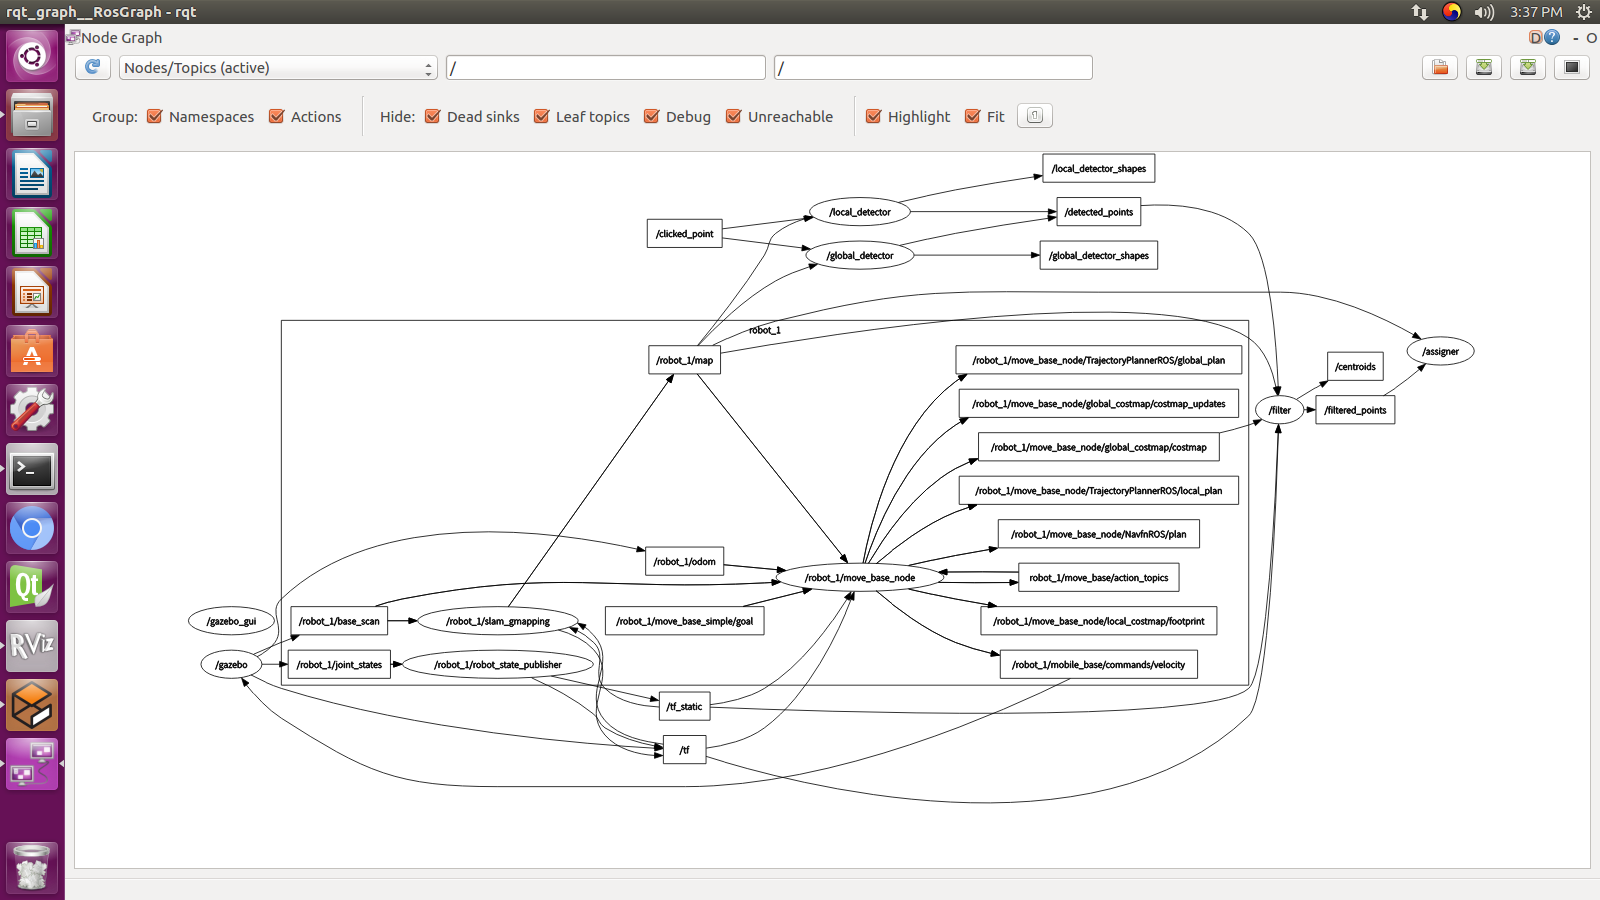 rqt_graph__RosGraph - rqt
3:37 PM
Node Graph
D ? - O
Nodes/Topics (active)
/
/
Group: Namespaces Actions
Hide: Dead sinks Leaf topics Debug Unreachable
Highlight Fit
/local_detector_shapes
/local_detector
/detected_points
/clicked_point
/global_detector
/global_detector_shapes
robot_1
/robot_1/map
/robot_1/move_base_node/TrajectoryPlannerROS/global_plan
/assigner
/centroids
/robot_1/move_base_node/global_costmap/costmap_updates
/filter
/filtered_points
/robot_1/move_base_node/global_costmap/costmap
/robot_1/move_base_node/TrajectoryPlannerROS/local_plan
/robot_1/move_base_node/NavfnROS/plan
/robot_1/odom
/robot_1/move_base_node
robot_1/move_base/action_topics
/gazebo_gui
/robot_1/base_scan
/robot_1/slam_gmapping
/robot_1/move_base_simple/goal
/robot_1/move_base_node/local_costmap/footprint
/gazebo
/robot_1/joint_states
/robot_1/robot_state_publisher
/robot_1/mobile_base/commands/velocity
/tf_static
/tf
>_
Qt
RViz